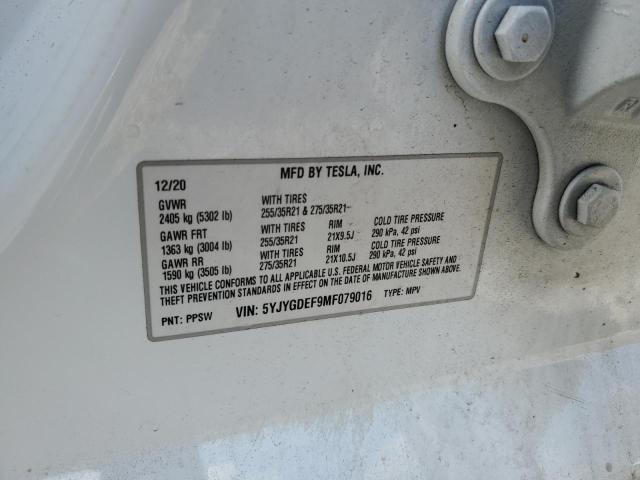 MFD BY TESLA, INC.
12/20
GVWR WITH TIRES
2405 kg (5302 lb) 255/35R21 & 275/35R21
GAWR FRT WITH TIRES RIM COLD TIRE PRESSURE
1363 kg (3004 lb) 255/35R21 21X9.5J 290 kPa, 42 psi
GAWR RR WITH TIRES RIM COLD TIRE PRESSURE
1590 kg (3505 lb) 275/35R21 21X10.5J 290 kPa, 42 psi
THIS VEHICLE CONFORMS TO ALL APPLICABLE U.S. FEDERAL MOTOR VEHICLE SAFETY AND
THEFT PREVENTION STANDARDS IN EFFECT ON THE DATE OF MANUFACTURE SHOWN ABOVE.
PNT: PPSW VIN: 5YJYGDEF9MF079016 TYPE: MPV